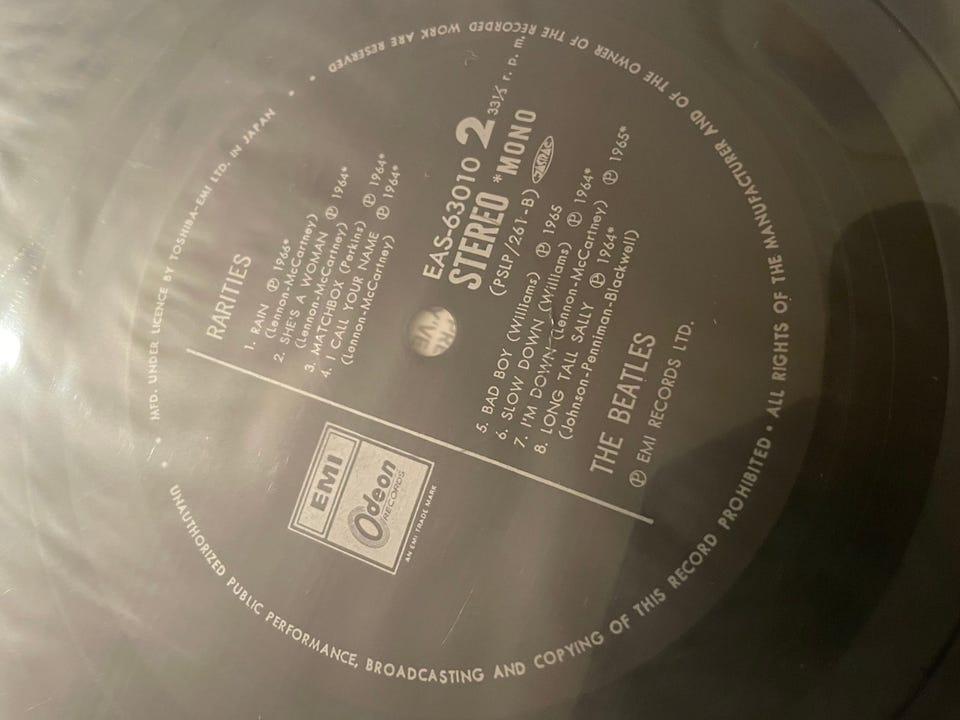 MFD. UNDER LICENCE BY TOSHIBA-EMI LTD. IN JAPAN •
ALL RIGHTS OF THE MANUFACTURER AND OF THE OWNER OF THE RECORDED WORK ARE RESERVED •
UNAUTHORIZED PUBLIC PERFORMANCE, BROADCASTING AND COPYING OF THIS RECORD PROHIBITED •
EMI
Odeon
RECORDS
AN EMI TRADE MARK
RARITIES
1. RAIN ℗ 1966*
(Lennon-McCartney)
2. SHE'S A WOMAN ℗ 1964*
(Lennon-McCartney)
3. MATCHBOX (Perkins) ℗ 1964*
4. I CALL YOUR NAME ℗ 1964*
(Lennon-McCartney)
EAS-63010 2 33⅓ r.p.m.
STEREO *MONO
(PSLP/261-B) JASRAC
5. BAD BOY (Williams) ℗ 1965
6. SLOW DOWN (Williams) ℗ 1964*
7. I'M DOWN (Lennon-McCartney) ℗ 1965*
8. LONG TALL SALLY ℗ 1964*
(Johnson-Penniman-Blackwell)
THE BEATLES
℗ EMI RECORDS LTD.